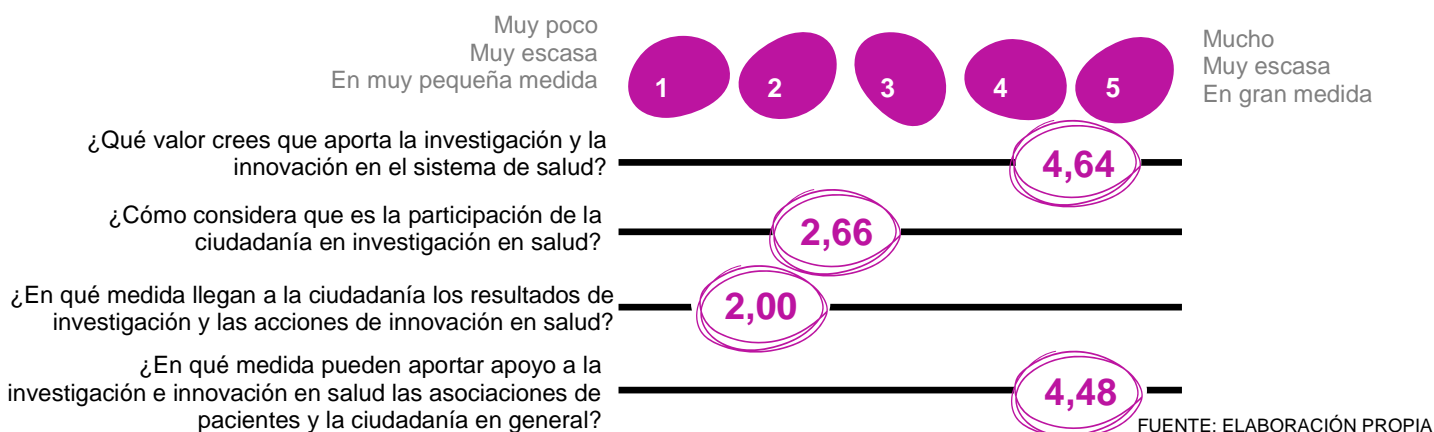 Muy poco
Muy escasa
En muy pequeña medida
1 2 3 4 5
Mucho
Muy escasa
En gran medida
¿Qué valor crees que aporta la investigación y la
innovación en el sistema de salud?
4,64
¿Cómo considera que es la participación de la
ciudadanía en investigación en salud?
2,66
¿En qué medida llegan a la ciudadanía los resultados de
investigación y las acciones de innovación en salud?
2,00
¿En qué medida pueden aportar apoyo a la
investigación e innovación en salud las asociaciones de
pacientes y la ciudadanía en general?
4,48
FUENTE: ELABORACIÓN PROPIA